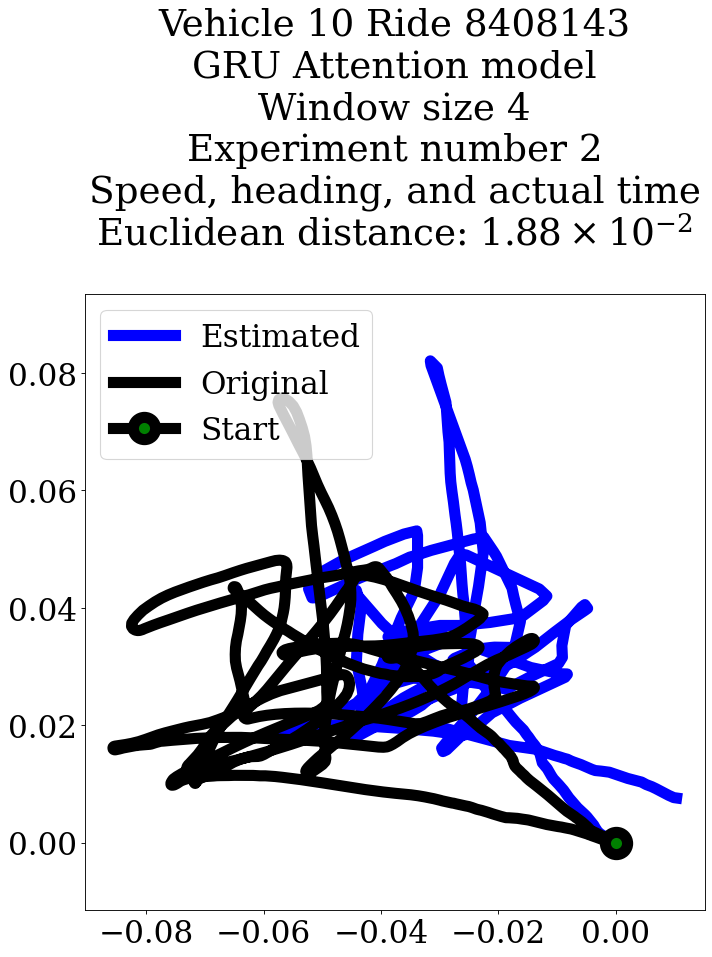 Vehicle 10 Ride 8408143
GRU Attention model
Window size 4
Experiment number 2
Speed, heading, and actual time
Euclidean distance: $1.88 \times 10^{-2}$
Estimated
Original
Start
0.08
0.06
0.04
0.02
0.00
−0.08 −0.06 −0.04 −0.02 0.00